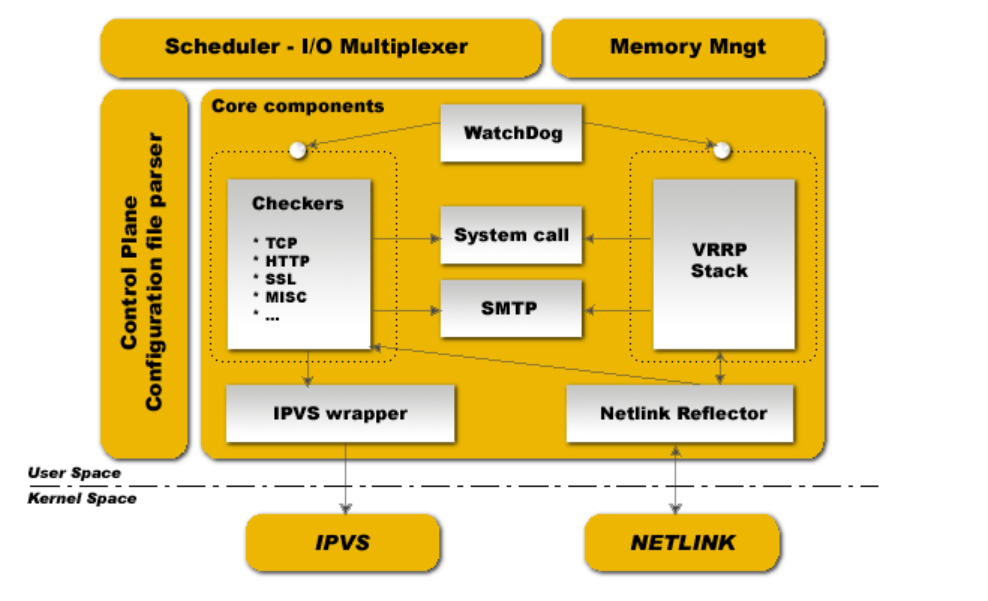 Scheduler - I/O Multiplexer
Memory Mngt
Control Plane
Configuration file parser
Core components
WatchDog
Checkers
* TCP
* HTTP
* SSL
* MISC
* ...
System call
SMTP
VRRP
Stack
IPVS wrapper
Netlink Reflector
User Space
Kernel Space
IPVS
NETLINK